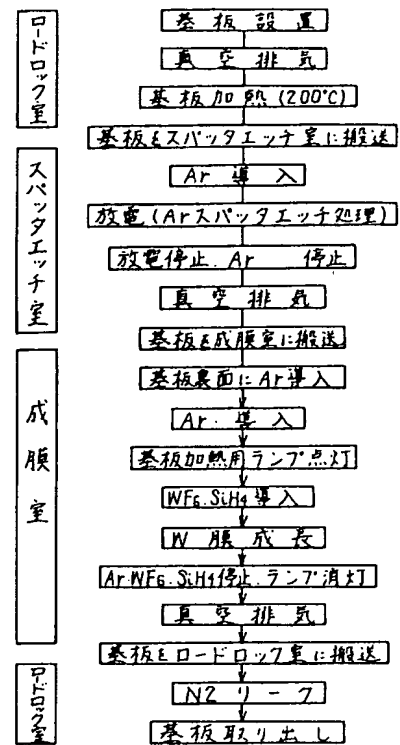 ロードロック室
基板設置
真空排気
基板加熱(200℃)
基板をスパッタエッチ室に搬送
スパッタエッチ室
Ar 導入
放電(Arスパッタエッチ処理)
放電停止.Ar 停止
真空排気
基板を成膜室に搬送
成膜室
基板裏面にAr導入
Ar.導入
基板加熱用ランプ点灯
WF6.SiH4導入
W膜成長
Ar.WF6.SiH4停止.ランプ消灯
真空排気
基板をロードロック室に搬送
ロードロック室
N2リーク
基板取り出し